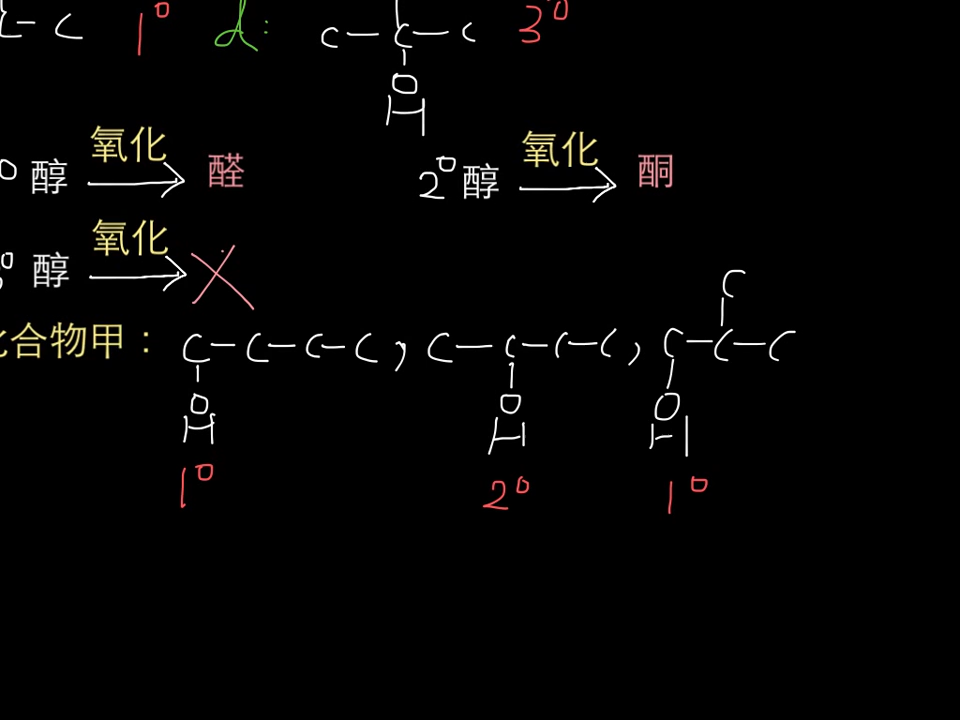 C-C 1° d: C-C-C 3°
O
H
° 醇 氧化 醛 2° 醇 氧化 酮
° 醇 氧化 X
合物甲：C-C-C-C, C-C-C-C, C-C-C
C
O O O
H H H
1° 2° 1°